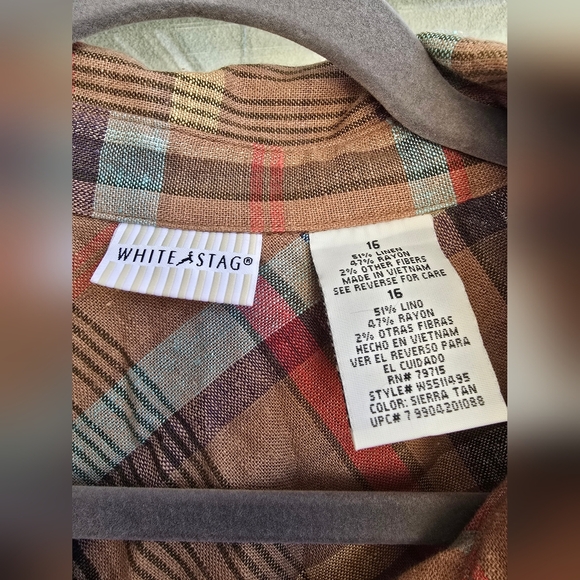 WHITE STAG®
16
51% LINEN
47% RAYON
2% OTHER FIBERS
MADE IN VIETNAM
SEE REVERSE FOR CARE
16
51% LINO
47% RAYON
2% OTRAS FIBRAS
HECHO EN VIETNAM
VER EL REVERSO PARA
EL CUIDADO
RN# 79715
STYLE# WS511495
COLOR: SIERRA TAN
UPC# 7 9904201088